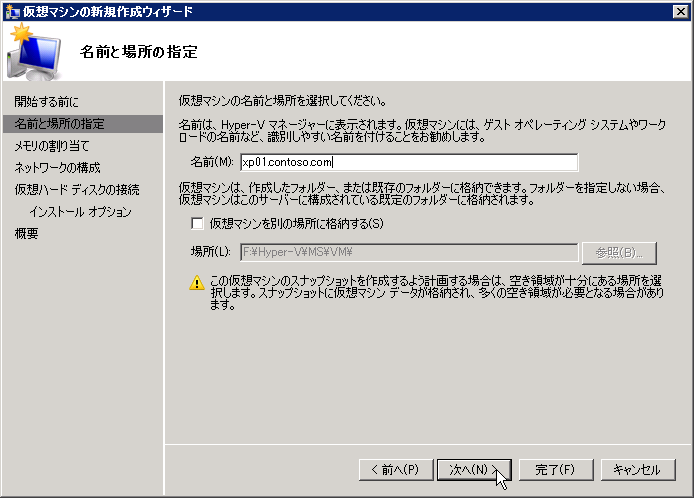 仮想マシンの新規作成ウィザード
名前と場所の指定
開始する前に
名前と場所の指定
メモリの割り当て
ネットワークの構成
仮想ハード ディスクの接続
インストール オプション
概要
仮想マシンの名前と場所を選択してください。
名前は、Hyper-V マネージャーに表示されます。仮想マシンには、ゲスト オペレーティング システムやワーク
ロードの名前など、識別しやすい名前を付けることをお勧めします。
名前(M): xp01.contoso.com
仮想マシンは、作成したフォルダー、または既存のフォルダーに格納できます。フォルダーを指定しない場合、
仮想マシンはこのサーバーに構成されている既定のフォルダーに格納されます。
仮想マシンを別の場所に格納する(S)
場所(L): F:¥Hyper-V¥MS¥VM¥ 参照(B)...
この仮想マシンのスナップショットを作成するよう計画する場合は、空き領域が十分にある場所を選
択します。スナップショットに仮想マシン データが格納され、多くの空き領域が必要となる場合があり
ます。
< 前へ(P) 次へ(N) > 完了(F) キャンセル